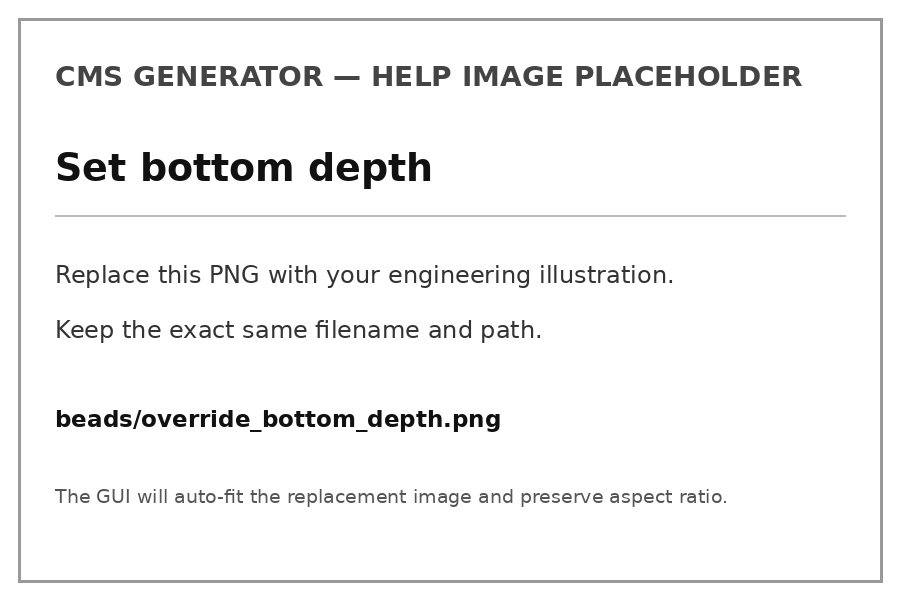 CMS GENERATOR — HELP IMAGE PLACEHOLDER
Set bottom depth
Replace this PNG with your engineering illustration.
Keep the exact same filename and path.
beads/override_bottom_depth.png
The GUI will auto-fit the replacement image and preserve aspect ratio.